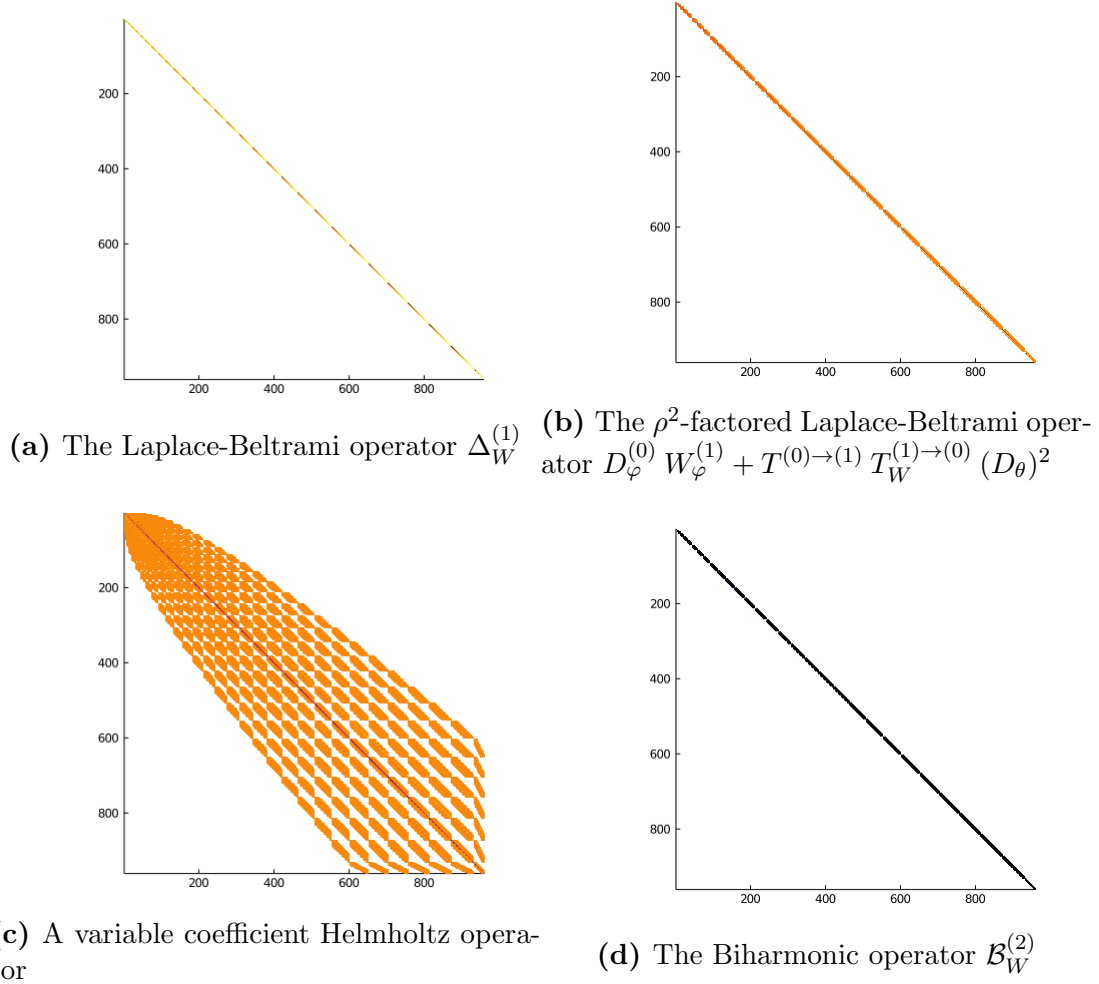 200
400
600
800
200 400 600 800
(a) The Laplace-Beltrami operator Δ_W^{(1)}
200
400
600
800
200 400 600 800
(b) The ρ²-factored Laplace-Beltrami oper-
ator D_φ^{(0)} W_φ^{(1)} + T^{(0)→(1)} T_W^{(1)→(0)} (D_θ)²
200
400
600
800
200 400 600 800
c) A variable coefficient Helmholtz opera-
or
200
400
600
800
200 400 600 800
(d) The Biharmonic operator ℬ_W^{(2)}